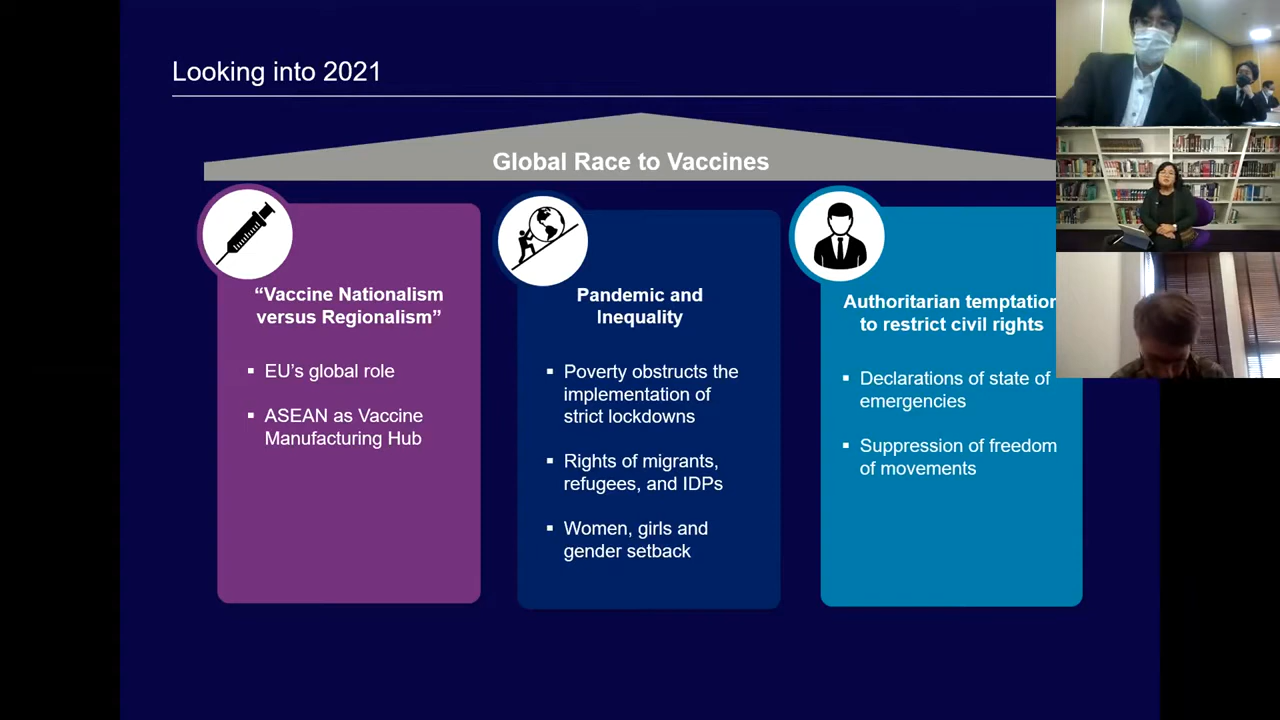 Looking into 2021
Global Race to Vaccines
“Vaccine Nationalism
versus Regionalism”
▪ EU’s global role
▪ ASEAN as Vaccine
Manufacturing Hub
Pandemic and
Inequality
▪ Poverty obstructs the
implementation of
strict lockdowns
▪ Rights of migrants,
refugees, and IDPs
▪ Women, girls and
gender setback
Authoritarian temptation
to restrict civil rights
▪ Declarations of state of
emergencies
▪ Suppression of freedom
of movements